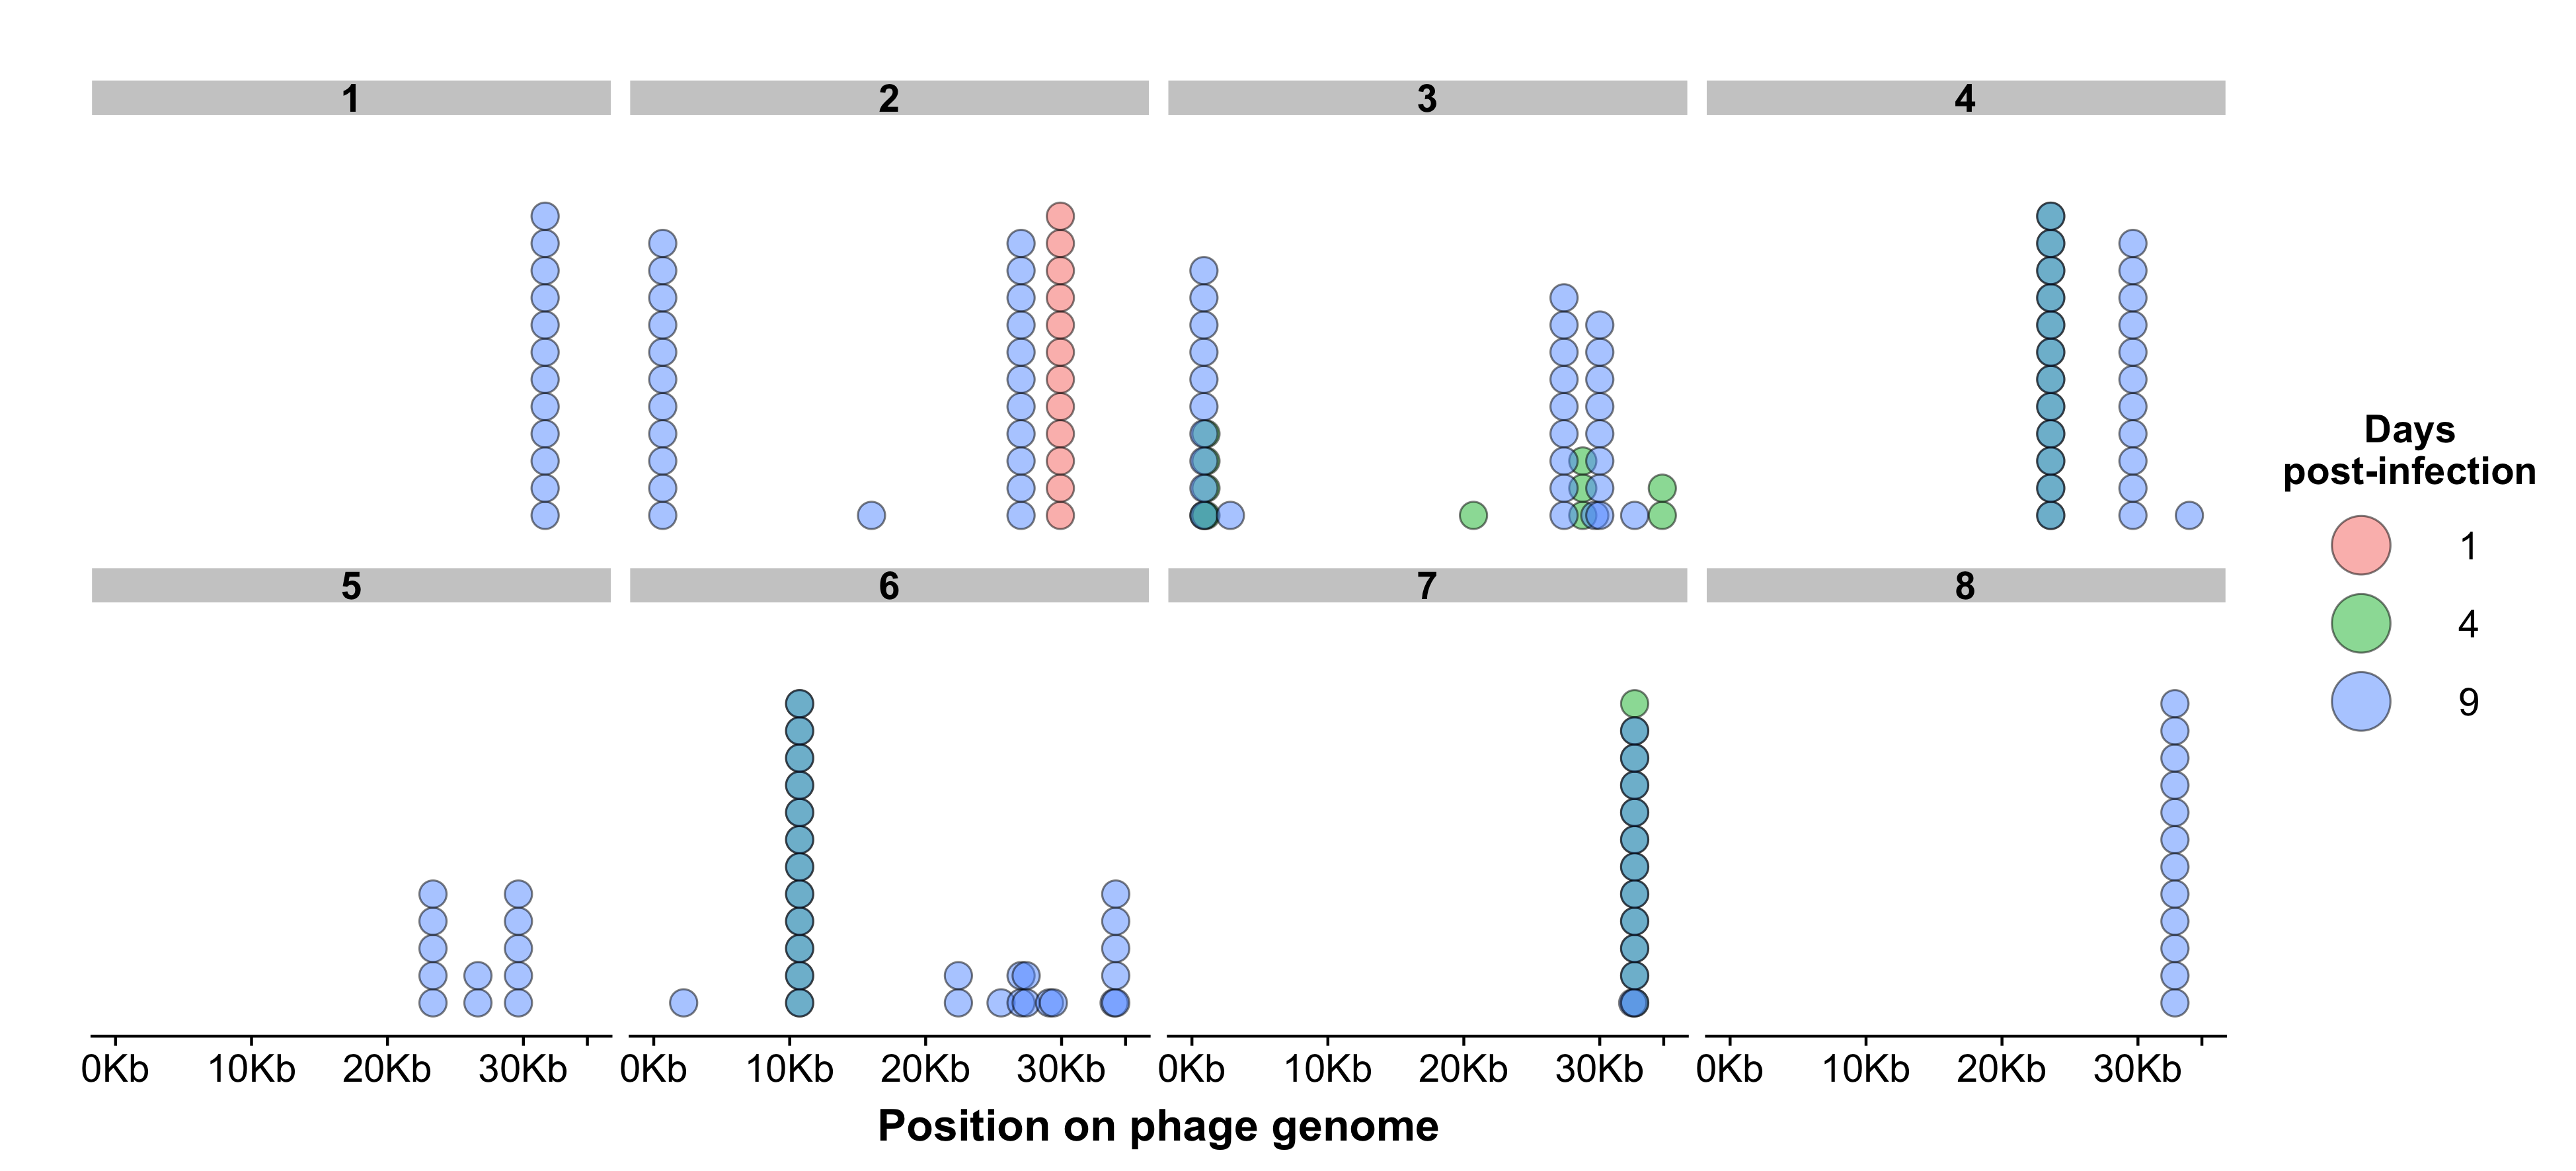 1 2 3 4
5 6 7 8
0Kb 10Kb 20Kb 30Kb 0Kb 10Kb 20Kb 30Kb 0Kb 10Kb 20Kb 30Kb 0Kb 10Kb 20Kb 30Kb
Position on phage genome
Days
post-infection
1
4
9